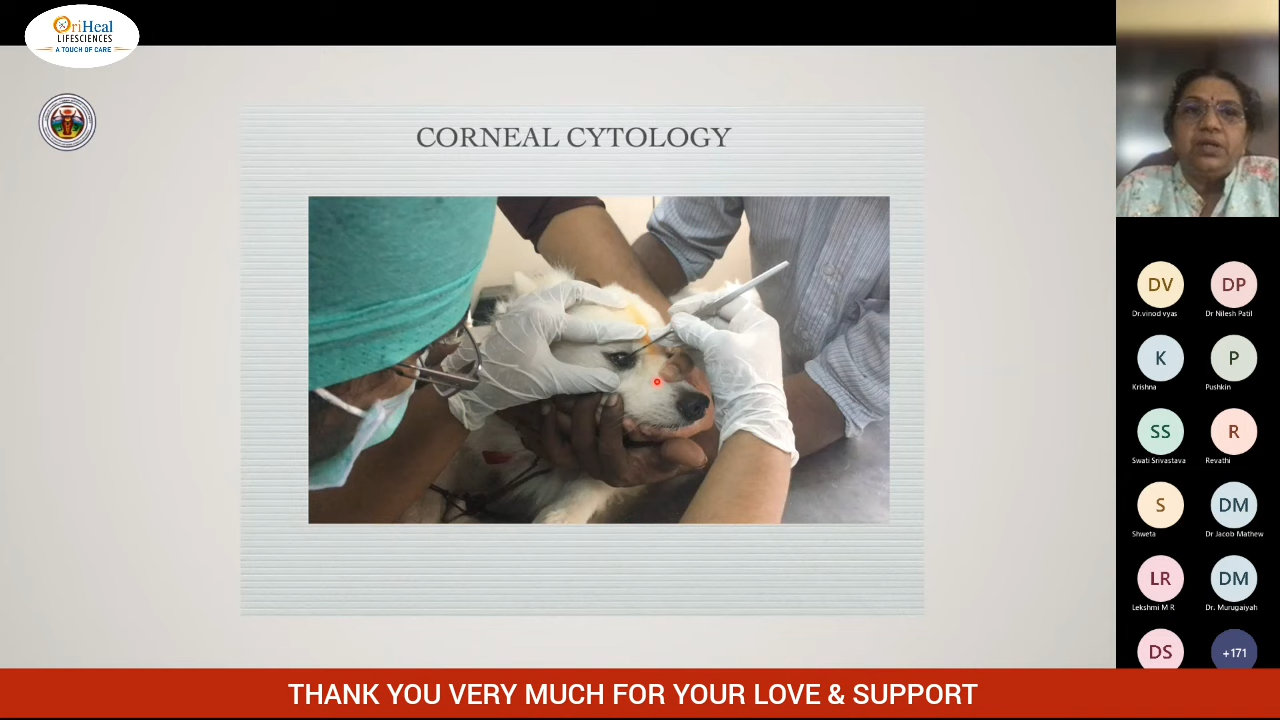 OriHeal
LIFESCIENCES
A TOUCH OF CARE
CORNEAL CYTOLOGY
DV
DP
Dr.vinod vyas
Dr Nilesh Patil
K
P
Krishna
Pushkin
SS
R
Swati Srivastava
Revathi
S
DM
Shweta
Dr Jacob Mathew
LR
DM
Lekshmi M R
Dr. Murugaiyah
DS
+171
THANK YOU VERY MUCH FOR YOUR LOVE & SUPPORT